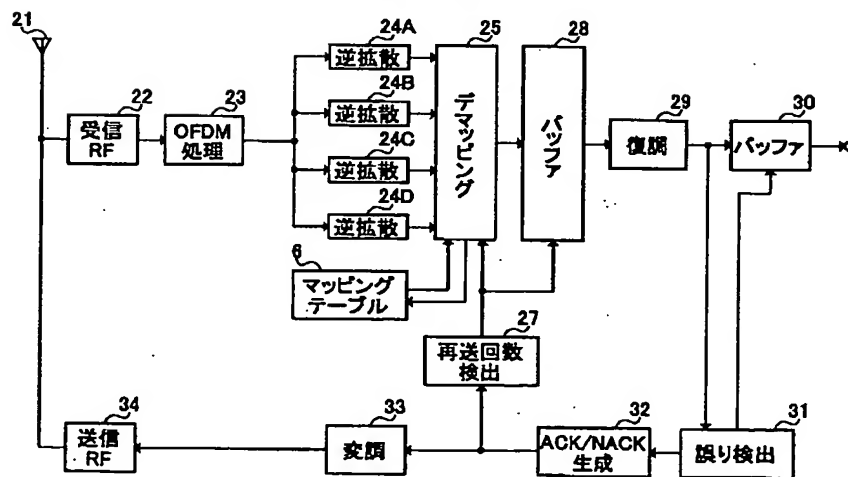 21
22
受信
RF
23
OFDM
処理
24A
逆拡散
24B
逆拡散
24C
逆拡散
24D
逆拡散
25
デマッピング
28
バッファ
29
復調
30
バッファ
6
マッピング
テーブル
27
再送回数
検出
34
送信
RF
33
変調
32
ACK/NACK
生成
31
誤り検出